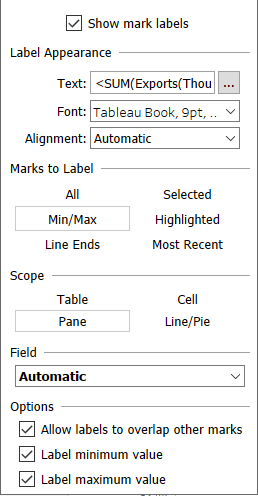 Show mark labels
Label Appearance
Text: <SUM(Exports(Thou ...
Font: Tableau Book, 9pt, ..
Alignment: Automatic
Marks to Label
All Selected
Min/Max Highlighted
Line Ends Most Recent
Scope
Table Cell
Pane Line/Pie
Field
Automatic
Options
Allow labels to overlap other marks
Label minimum value
Label maximum value